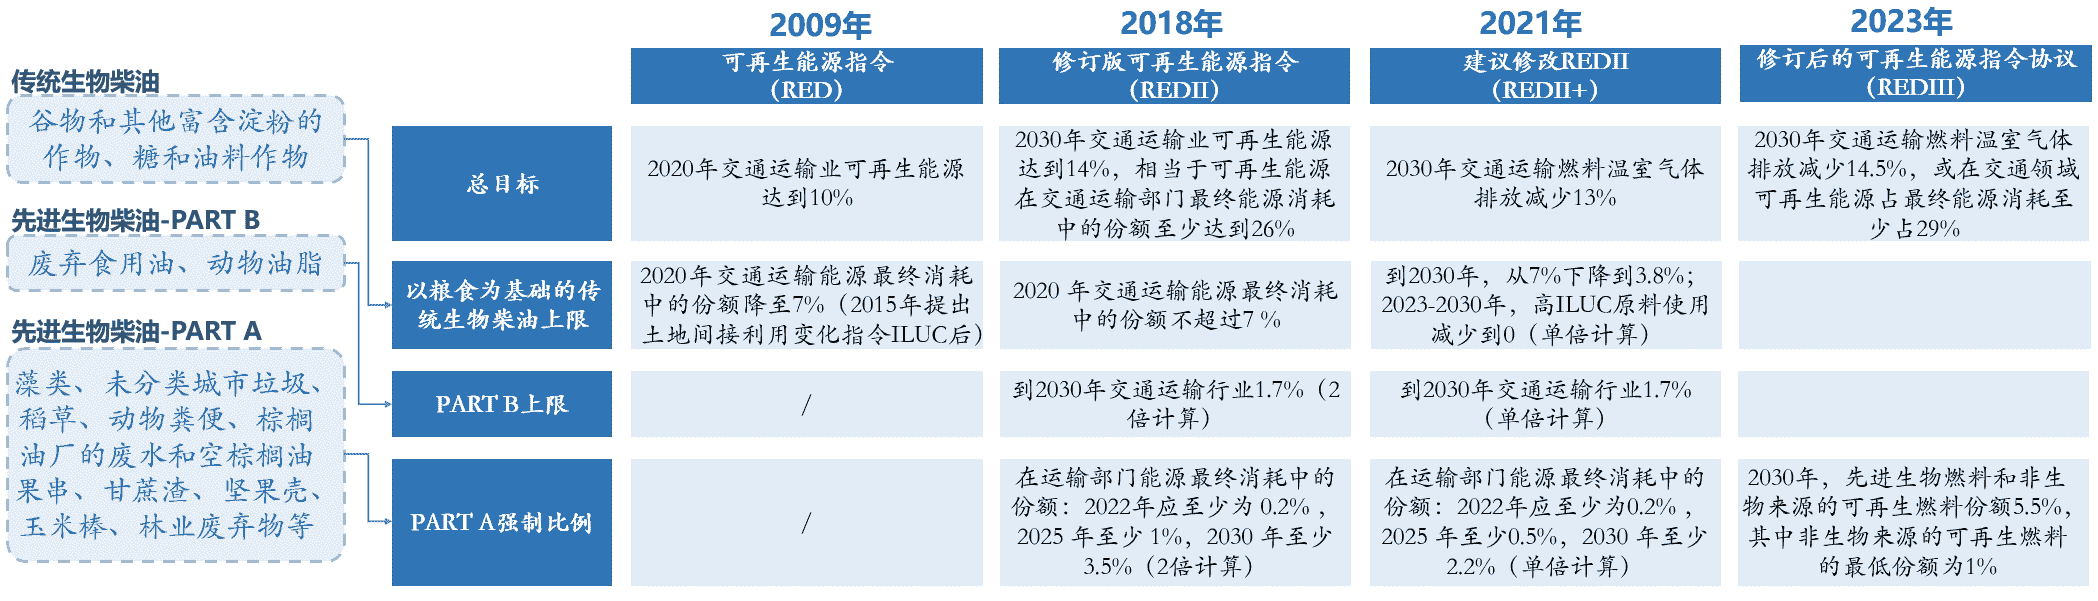 2009年
2018年
2021年
2023年
可再生能源指令
（RED）
修订版可再生能源指令
（REDII）
建议修改REDII
（REDII+）
修订后的可再生能源指令协议
（REDIII）
传统生物柴油
谷物和其他富含淀粉的
作物、糖和油料作物
先进生物柴油-PART B
废弃食用油、动物油脂
先进生物柴油-PART A
藻类、未分类城市垃圾、
稻草、动物粪便、棕榈
油厂的废水和空棕榈油
果串、甘蔗渣、坚果壳、
玉米棒、林业废弃物等
总目标
2020年交通运输业可再生能源
达到10%
2030年交通运输业可再生能源
达到14%，相当于可再生能源
在交通运输部门最终能源消耗
中的份额至少达到26%
2030年交通运输燃料温室气体
排放减少13%
2030年交通运输燃料温室气体
排放减少14.5%，或在交通领域
可再生能源占最终能源消耗至
少占29%
以粮食为基础的传
统生物柴油上限
2020年交通运输能源最终消耗
中的份额降至7%（2015年提出
土地间接利用变化指令ILUC后）
2020 年交通运输能源最终消耗
中的份额不超过7 %
到2030年，从7%下降到3.8%；
2023-2030年，高ILUC原料使用
减少到0（单倍计算）
PART B上限
/
到2030年交通运输行业1.7%（2
倍计算）
到2030年交通运输行业1.7%
（单倍计算）
PART A强制比例
/
在运输部门能源最终消耗中的
份额：2022年应至少为 0.2%，
2025 年至少 1%，2030 年至少
3.5%（2倍计算）
在运输部门能源最终消耗中的
份额：2022年应至少为0.2%，
2025 年至少0.5%，2030 年至少
2.2%（单倍计算）
2030年，先进生物燃料和非生
物来源的可再生燃料份额5.5%，
其中非生物来源的可再生燃料
的最低份额为1%